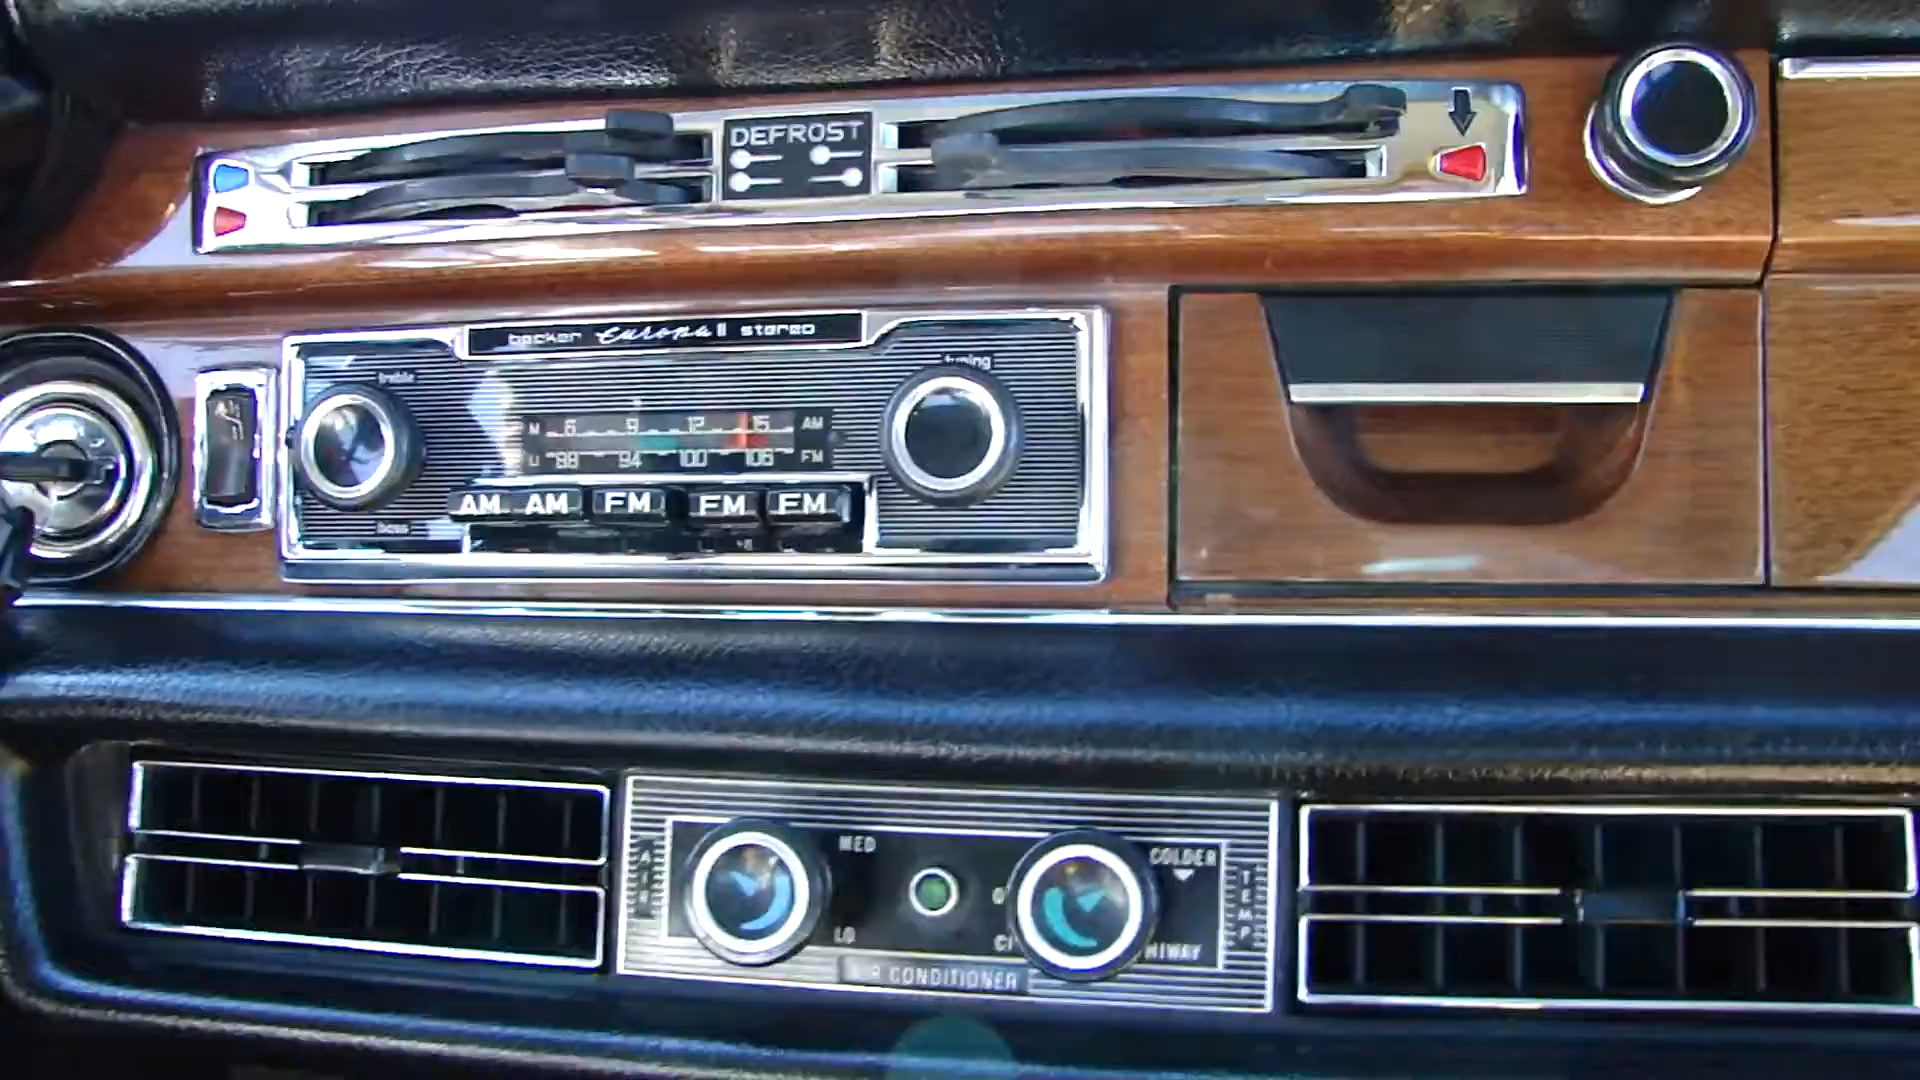 DEFROST
becker Europa II stereo
treble
tuning
M 6 9 12 15 AM
U 88 94 100 106 FM
AM AM FM FM FM
bass
MED
COLDER
AIR
TEMP
LO
HIWAY
CONDITIONER